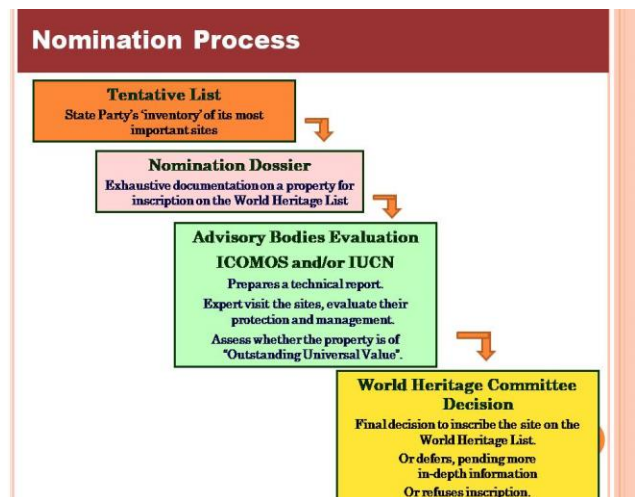 Nomination Process
Tentative List
State Party's 'inventory' of its most
important sites
Nomination Dossier
Exhaustive documentation on a property for
inscription on the World Heritage List
Advisory Bodies Evaluation
ICOMOS and/or IUCN
Prepares a technical report.
Expert visit the sites, evaluate their
protection and management.
Assess whether the property is of
"Outstanding Universal Value".
World Heritage Committee
Decision
Final decision to inscribe the site on the
World Heritage List.
Or defers, pending more
in-depth information
Or refuses inscription.